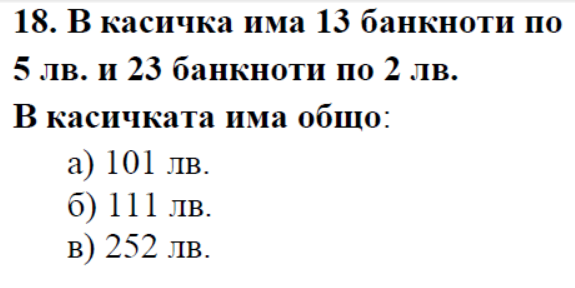 18. В касичка има 13 банкноти по
5 лв. и 23 банкноти по 2 лв.
В касичката има общо:
а) 101 лв.
б) 111 лв.
в) 252 лв.